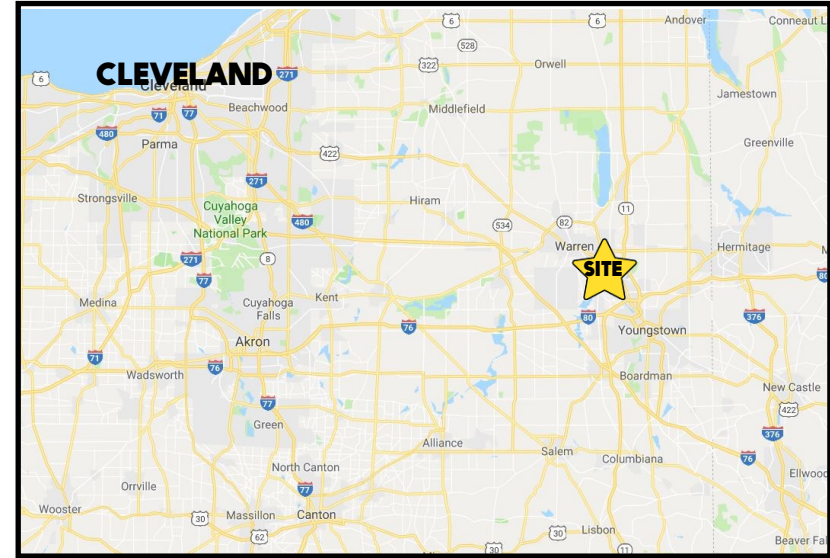 6
6
Andover
Conneaut L
528
CLEVELAND
271
322
Orwell
6
Cleveland
Jamestown
Beachwood
Middlefield
71
77
480
Parma
Greenville
422
271
Strongsville
Hiram
Cuyahoga
Valley
National Park
11
480
534
82
Warren
Hermitage
271
8
SITE
77
80
Medina
Cuyahoga
Falls
Kent
80
376
76
Youngstown
Akron
71
76
Wadsworth
Boardman
New Castle
77
422
Green
376
Alliance
Salem
Columbiana
76
North Canton
Ellwood
77
Orrville
Wooster
30
Massillon
Canton
30
Lisbon
62
Beaver Fal
30
11